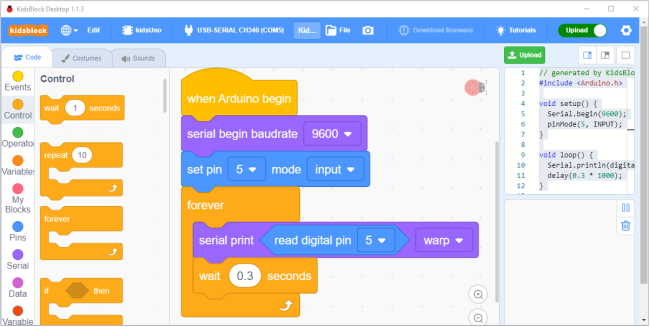 KidsBlock Desktop 1.1.3
kidsblock
Edit
kidsUno
USB-SERIAL CH340 (COM5)
Kid...
File
Download firmware
Tutorials
Upload
Code
Costumes
Sounds
Upload
Events
Control
Operator
Variables
My
Blocks
Pins
Serial
Data
Variable
Control
wait 1 seconds
repeat 10
forever
if then
when Arduino begin
serial begin baudrate 9600
set pin 5 mode input
forever
serial print read digital pin 5 warp
wait 0.3 seconds
1 // generated by KidsBlo
2 #include <Arduino.h>
3
4 void setup() {
5 Serial.begin(9600);
6 pinMode(5, INPUT);
7 }
8
9 void loop() {
10 Serial.println(digita
11 delay(0.3 * 1000);
12 }